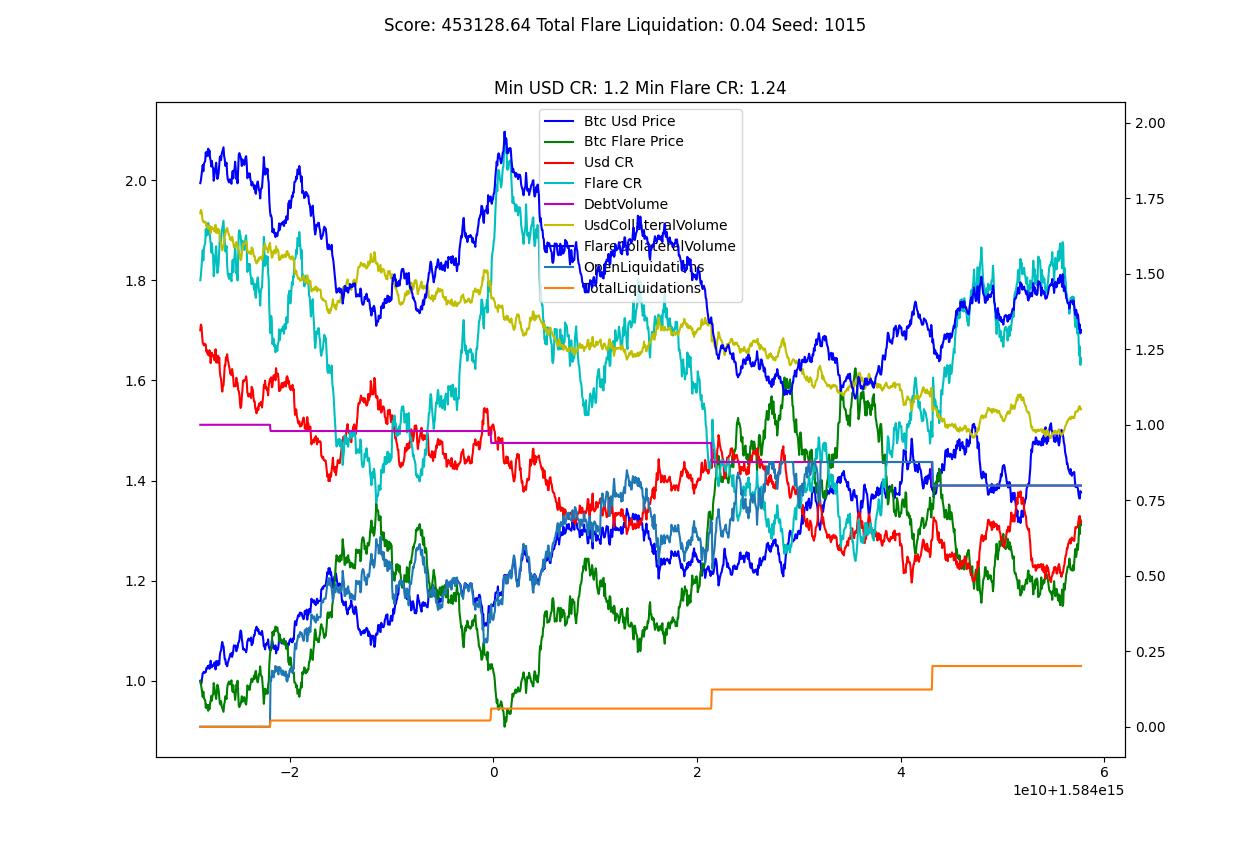 Score: 453128.64 Total Flare Liquidation: 0.04 Seed: 1015
Min USD CR: 1.2 Min Flare CR: 1.24
Btc Usd Price
Btc Flare Price
Usd CR
Flare CR
DebtVolume
UsdCollateralVolume
FlareCollateralVolume
OpenLiquidations
TotalLiquidations
2.0
1.8
1.6
1.4
1.2
1.0
2.00
1.75
1.50
1.25
1.00
0.75
0.50
0.25
0.00
−2 0 2 4 6
1e10+1.584e15